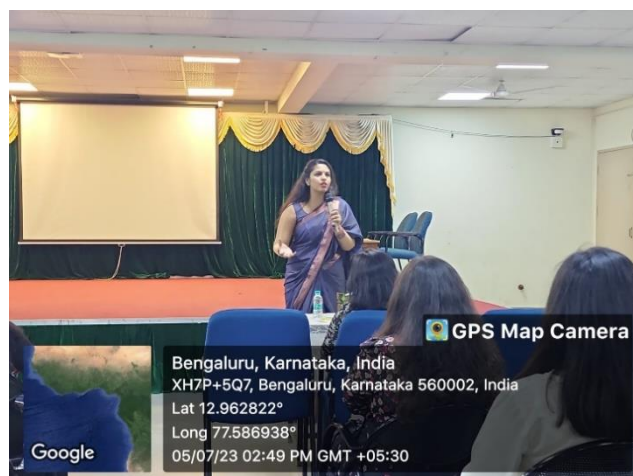 GPS Map Camera
Bengaluru, Karnataka, India
XH7P+5Q7, Bengaluru, Karnataka 560002, India
Lat 12.962822°
Long 77.586938°
05/07/23 02:49 PM GMT +05:30
Google